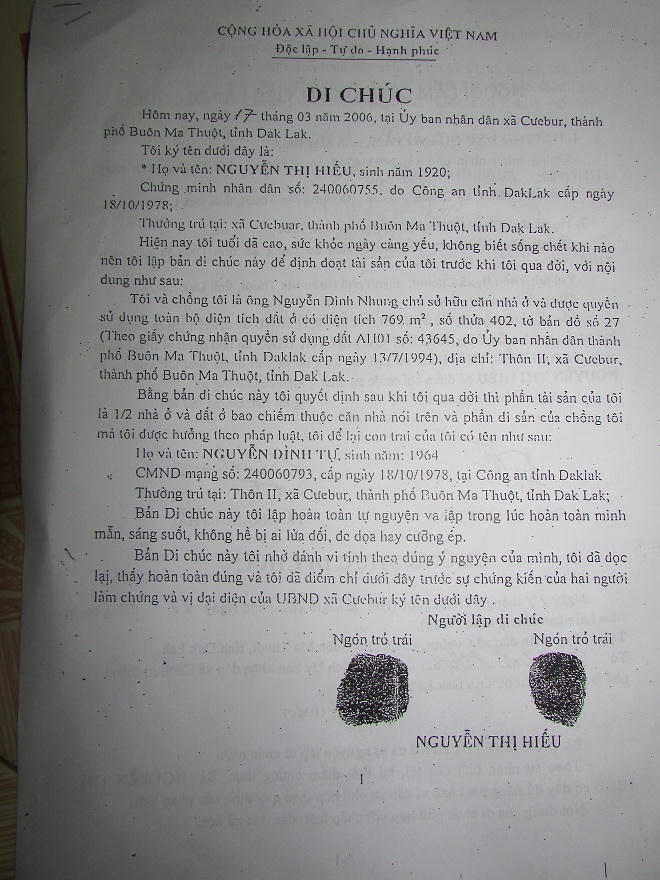 CỘNG HÒA XÃ HỘI CHỦ NGHĨA VIỆT NAM
Độc lập - Tự do - Hạnh phúc
DI CHÚC
Hôm nay, ngày 17 tháng 03 năm 2006, tại Ủy ban nhân dân xã Cưebur, thành
phố Buôn Ma Thuột, tỉnh Dak Lak.
Tôi ký tên dưới đây là:
* Họ và tên: NGUYỄN THỊ HIẾU, sinh năm 1920;
Chứng minh nhân dân số: 240060755, do Công an tỉnh DakLak cấp ngày
18/10/1978;
Thường trú tại: xã Cưebuar, thành phố Buôn Ma Thuột, tỉnh Dak Lak.
Hiện nay tôi tuổi đã cao, sức khỏe ngày càng yếu, không biết sống chết khi nào
nên tôi lập bản di chúc này để định đoạt tài sản của tôi trước khi tôi qua đời, với nội
dung như sau:
Tôi và chồng tôi là ông Nguyễn Đình Nhung chủ sở hữu căn nhà ở và được quyền
sử dụng toàn bộ diện tích đất ở có diện tích 769 m², số thửa 402, tờ bản đồ số 27
(Theo giấy chứng nhận quyền sử dụng đất số: 43645, do Ủy ban nhân dân thành
phố Buôn Ma Thuột, tỉnh Daklak cấp ngày 13/7/1994), địa chỉ: Thôn II, xã Cưebur,
thành phố Buôn Ma Thuột, tỉnh Dak Lak.
Bằng bản di chúc này tôi quyết định sau khi tôi qua đời thì phần tài sản của tôi
là 1/2 nhà ở và đất ở bao chiếm thuộc căn nhà nói trên và phần di sản của chồng tôi
mà tôi được hưởng theo pháp luật, tôi để lại con trai của tôi có tên như sau:
Họ và tên: NGUYỄN ĐÌNH TỰ, sinh năm: 1964
CMND mạng số: 240060793, cấp ngày 18/10/1978, tại Công an tỉnh Daklak
Thường trú tại: Thôn II, xã Cưebur, thành phố Buôn Ma Thuột, tỉnh Dak Lak;
Bản Di chúc này tôi lập hoàn toàn tự nguyện và lập trong lúc hoàn toàn minh
mẫn, sáng suốt, không hề bị ai lừa dối, đe dọa hay cưỡng ép.
Bản Di chúc này tôi nhờ đánh vi tính theo đúng ý nguyện của mình, tôi đã đọc
lại, thấy hoàn toàn đúng và tôi đã điểm chỉ dưới đây trước sự chứng kiến của hai người
làm chứng và vị đại diện của UBND xã Cưebur ký tên dưới đây .
Người lập di chúc
Ngón trỏ trái Ngón trỏ trái
NGUYỄN THỊ HIẾU
1